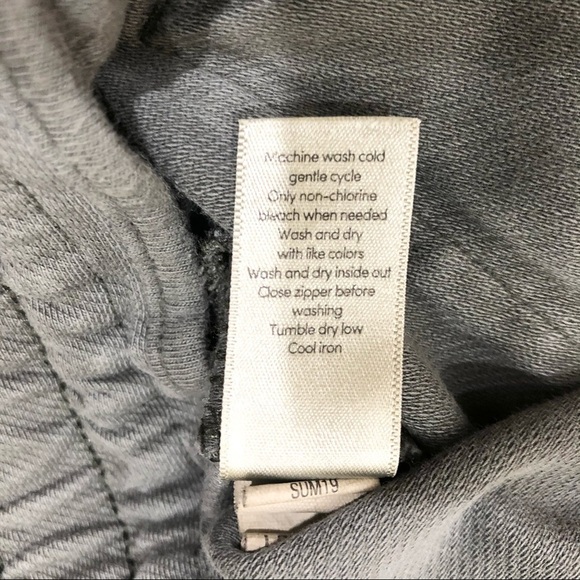 Machine wash cold
gentle cycle
Only non-chlorine
bleach when needed
Wash and dry
with like colors
Wash and dry inside out
Close zipper before
washing
Tumble dry low
Cool iron
SUM19